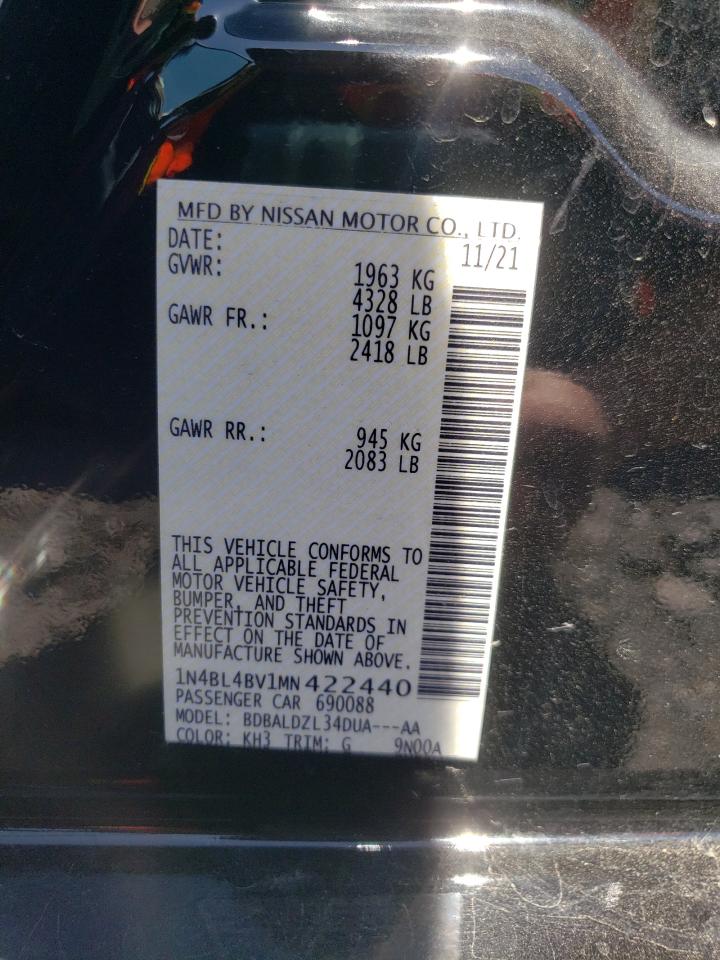 MFD BY NISSAN MOTOR CO., LTD.
DATE: 11/21
GVWR: 1963 KG
4328 LB
GAWR FR.: 1097 KG
2418 LB
GAWR RR.: 945 KG
2083 LB
THIS VEHICLE CONFORMS TO
ALL APPLICABLE FEDERAL
MOTOR VEHICLE SAFETY,
BUMPER, AND THEFT
PREVENTION STANDARDS IN
EFFECT ON THE DATE OF
MANUFACTURE SHOWN ABOVE.
1N4BL4BV1MN422440
PASSENGER CAR 690088
MODEL: BDBALDZL34DUA---AA
COLOR: KH3 TRIM: G 9N00A